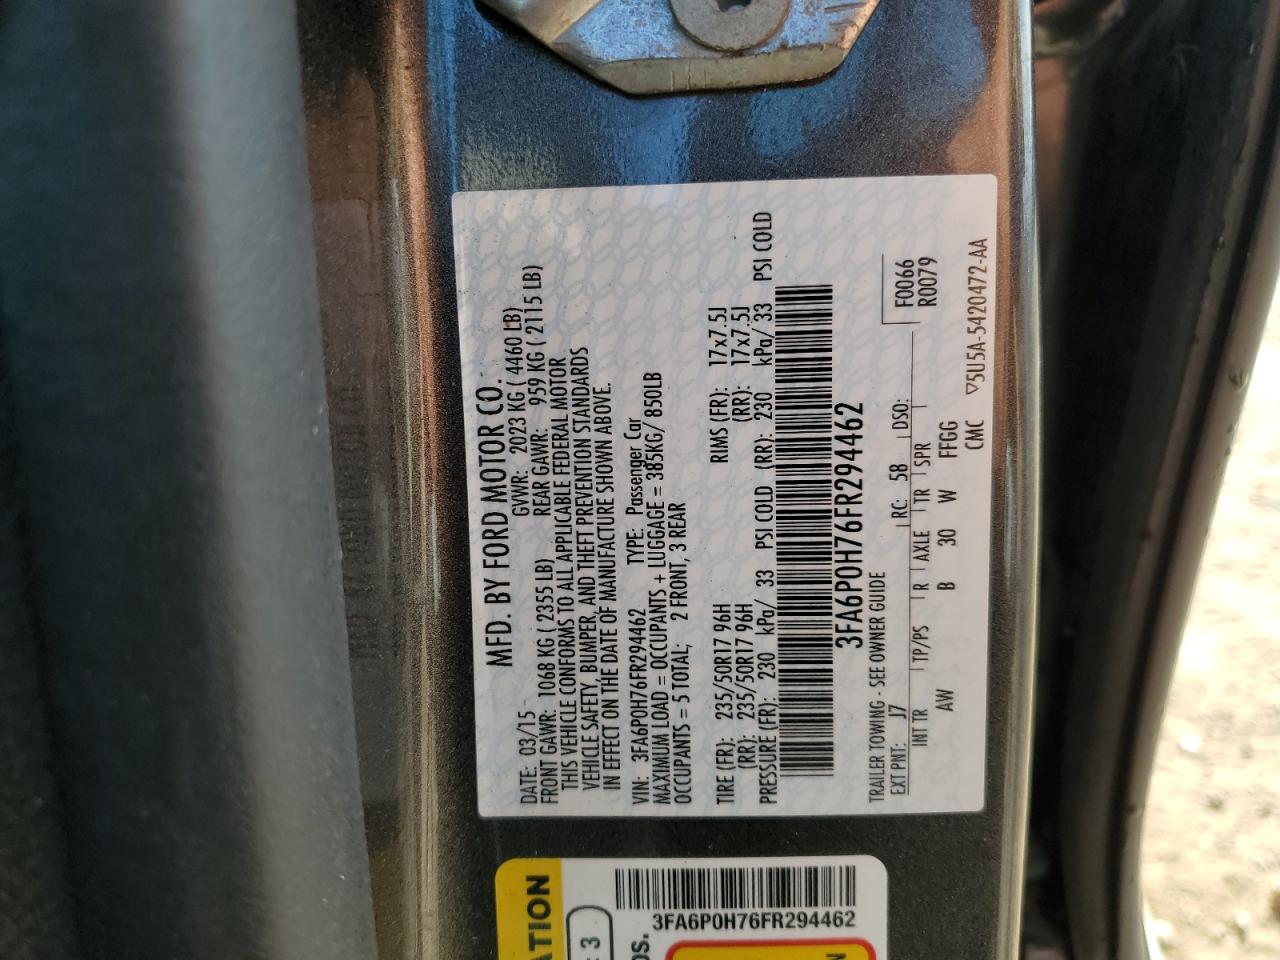 MFD. BY FORD MOTOR CO.
DATE: 03/15 GVWR: 2023 KG ( 4460 LB)
FRONT GAWR: 1068 KG ( 2355 LB) REAR GAWR: 959 KG ( 2115 LB)
THIS VEHICLE CONFORMS TO ALL APPLICABLE FEDERAL MOTOR
VEHICLE SAFETY, BUMPER, AND THEFT PREVENTION STANDARDS
IN EFFECT ON THE DATE OF MANUFACTURE SHOWN ABOVE.
VIN: 3FA6P0H76FR294462 TYPE: Passenger Car
MAXIMUM LOAD = OCCUPANTS + LUGGAGE = 385KG/ 850LB
OCCUPANTS = 5 TOTAL; 2 FRONT, 3 REAR
TIRE (FR): 235/50R17 96H RIMS (FR): 17x7.5J
(RR): 235/50R17 96H (RR): 17x7.5J
PRESSURE (FR): 230 kPa/ 33 PSI COLD (RR): 230 kPa/ 33 PSI COLD
3FA6P0H76FR294462
TRAILER TOWING - SEE OWNER GUIDE
EXT PNT: J7 RC: 58 DSO: F0066
INT TR TP/PS R AXLE TR SPR R0079
AW B 30 W FFGG
CMC ▽5U5A-5420472-AA
ATION
: 3
OS.
3FA6P0H76FR294462